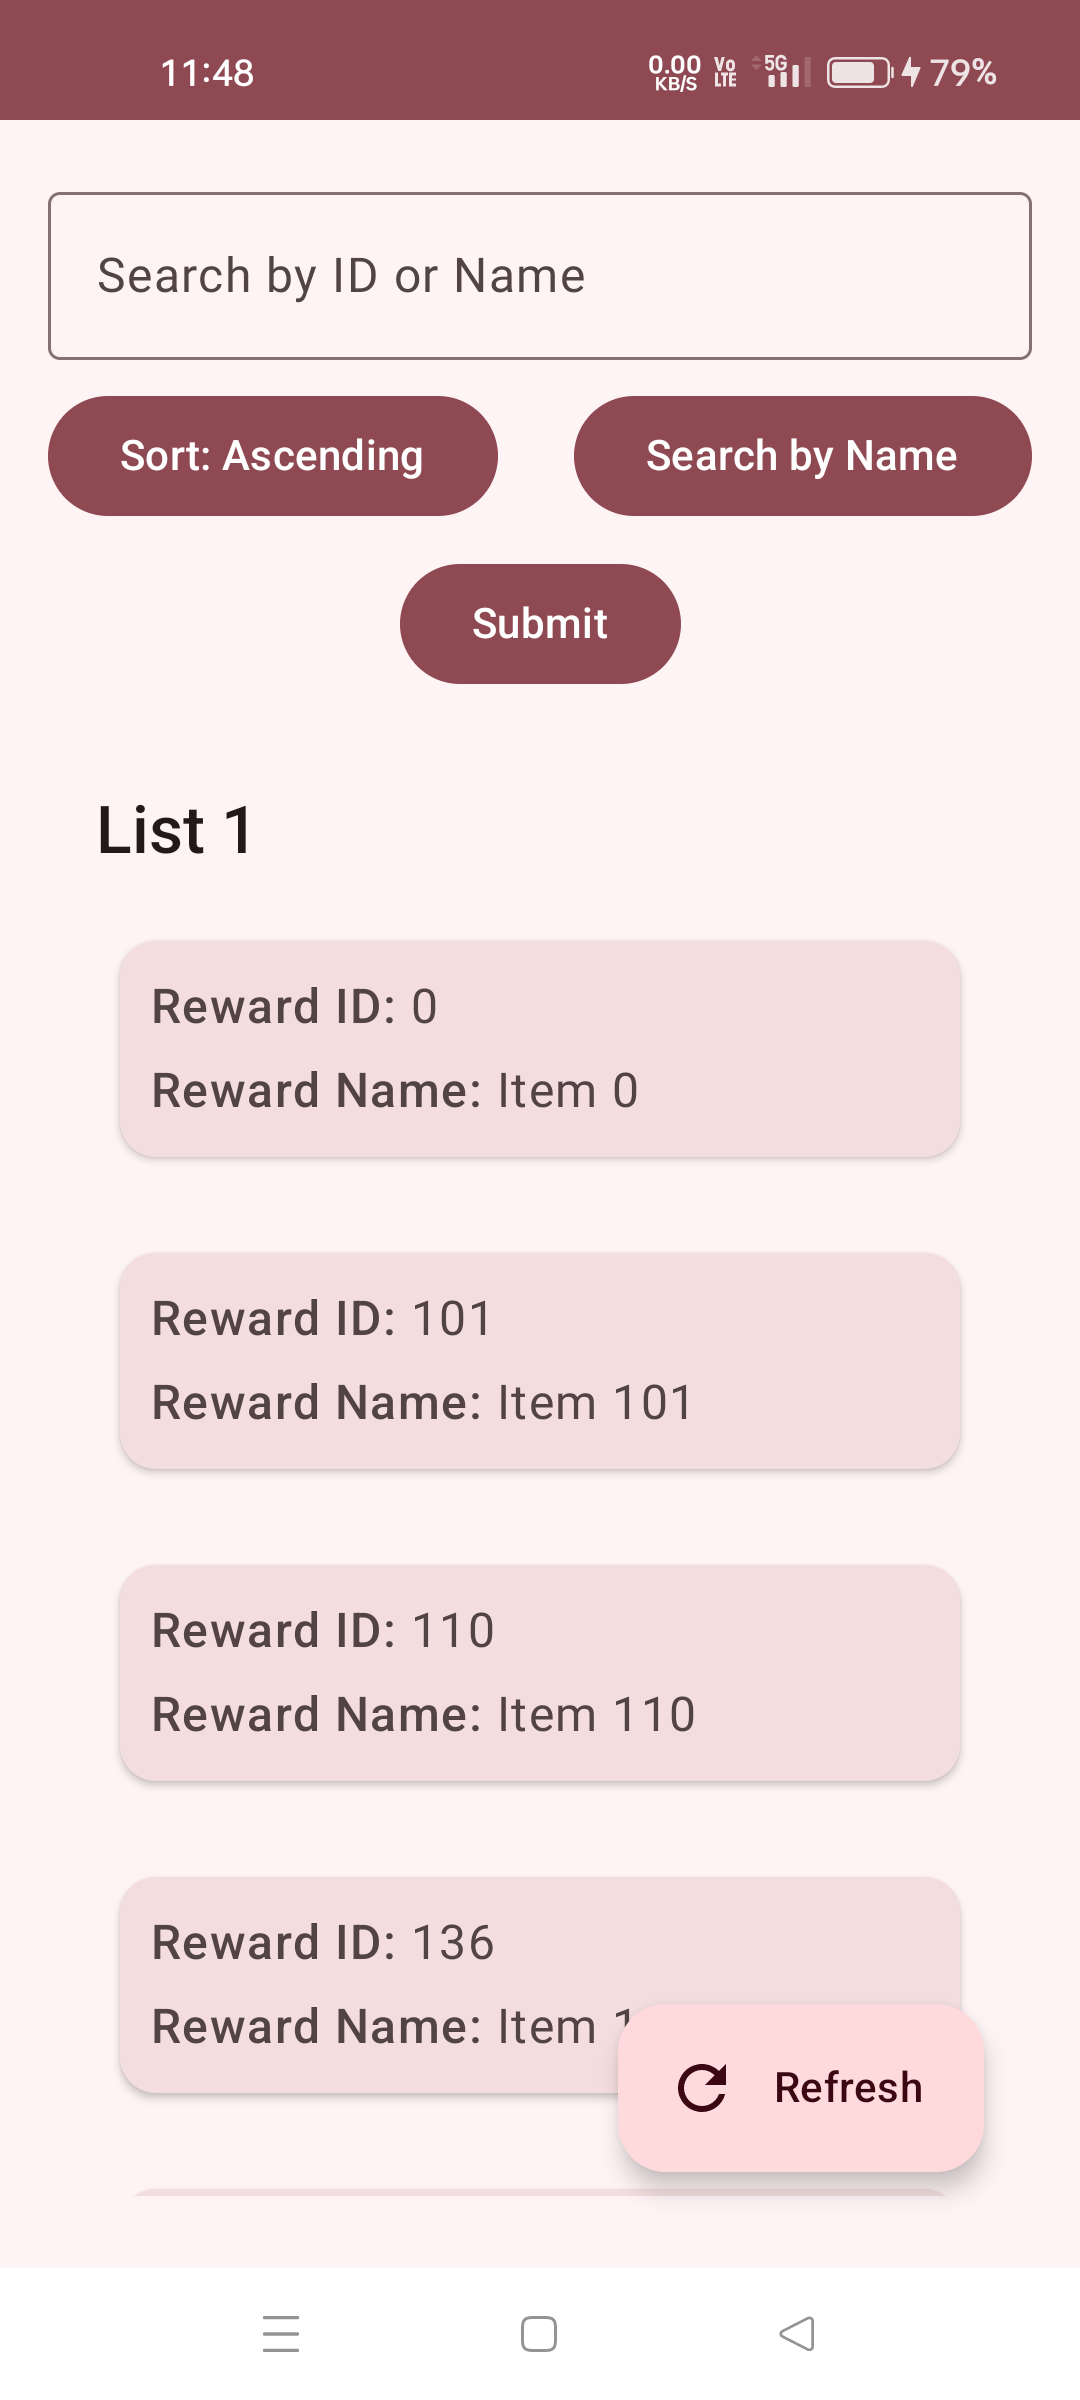 11:48
0.00 KB/S Vo LTE 5G 79%
Search by ID or Name
Sort: Ascending
Search by Name
Submit
List 1
Reward ID: 0
Reward Name: Item 0
Reward ID: 101
Reward Name: Item 101
Reward ID: 110
Reward Name: Item 110
Reward ID: 136
Reward Name: Item
Refresh